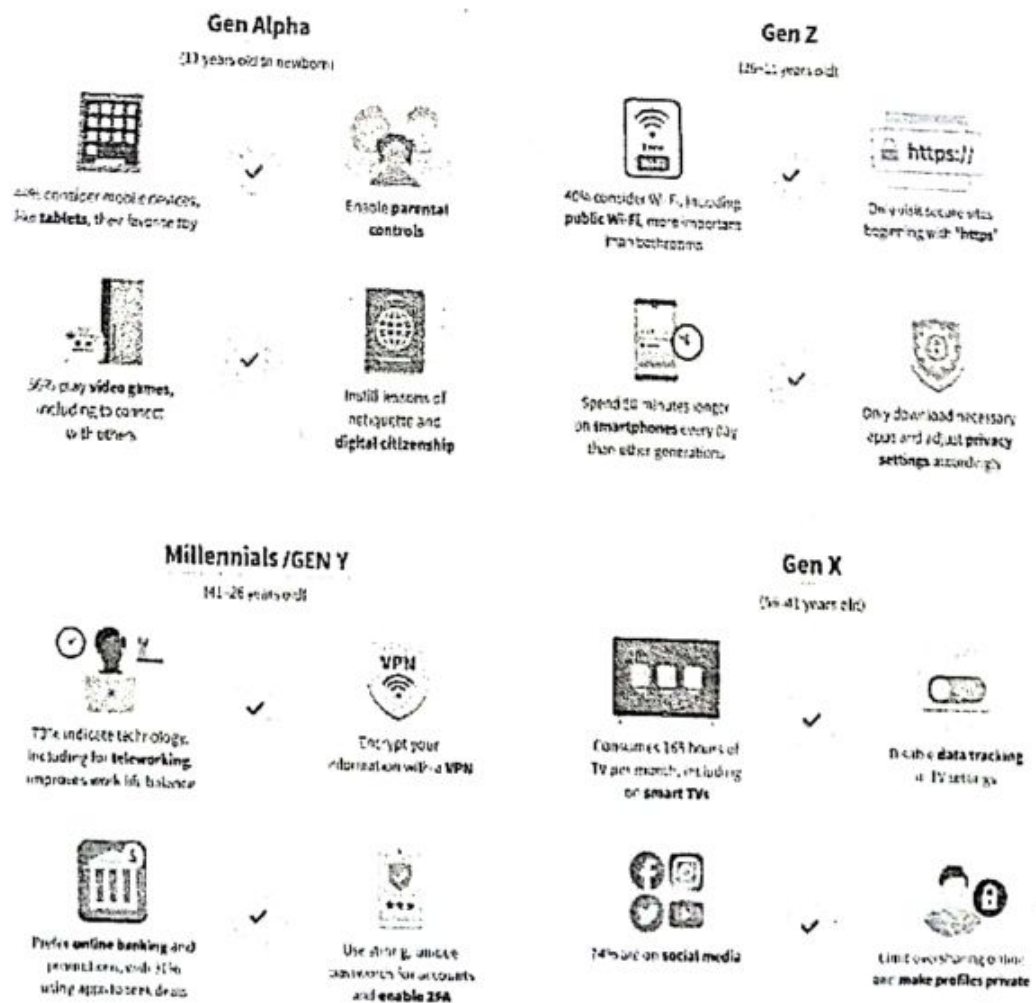 Gen Alpha
years old to newborn)
consider mobile devices,
like tablets, their favorite toy
Enable parental
controls
play video games,
including to connect
with others
Instill lessons of
netiquette and
digital citizenship
Gen Z
years old)
40% consider Wi-Fi, including
public Wi-Fi, more important
than bathrooms
https://
Only visit secure sites
beginning with "https"
Spend minutes longer
on smartphones every day
than other generations
Only download necessary
apps and adjust privacy
settings accordingly
Millennials /GEN Y
(41-26 years old)
indicate technology,
including for teleworking,
improves work life balance
VPN
Encrypt your
information with a VPN
Prefer online banking and
promotions, with
using apps to seek deals
Use strong, unique
passwords for accounts
and enable 2FA
Gen X
years old)
Consumes hours of
TV per month, including
on smart TVs
Disable data tracking
in TV settings
74% are on social media
Limit oversharing online
and make profiles private